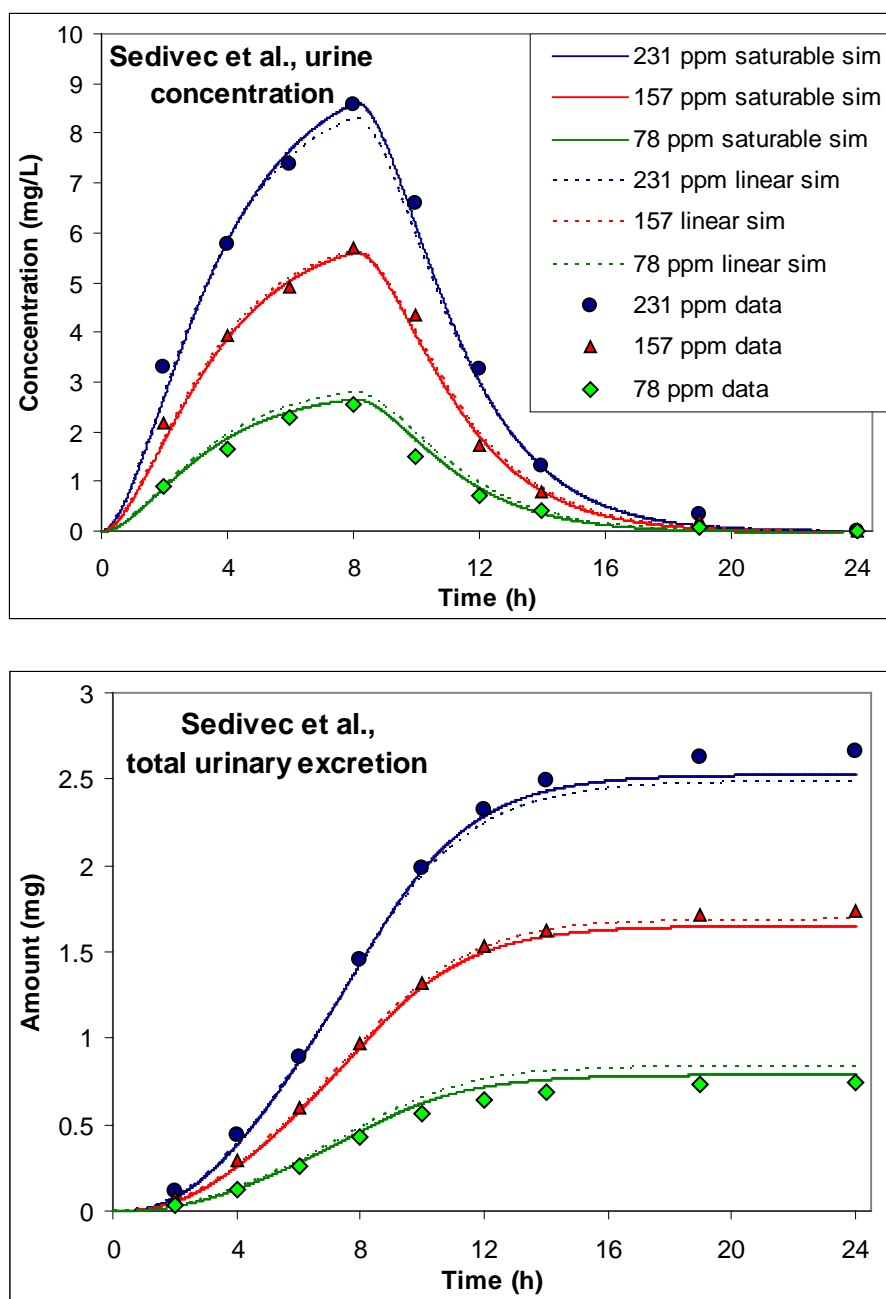 Sedivec et al., urine
concentration
10
9
8
7
6
5
4
3
2
1
0
Conccentration (mg/L)
0 4 8 12 16 20 24
Time (h)
231 ppm saturable sim
157 ppm saturable sim
78 ppm saturable sim
231 ppm linear sim
157 linear sim
78 ppm linear sim
231 ppm data
157 ppm data
78 ppm data
Sedivec et al.,
total urinary excretion
3
2.5
2
1.5
1
0.5
0
Amount (mg)
0 4 8 12 16 20 24
Time (h)